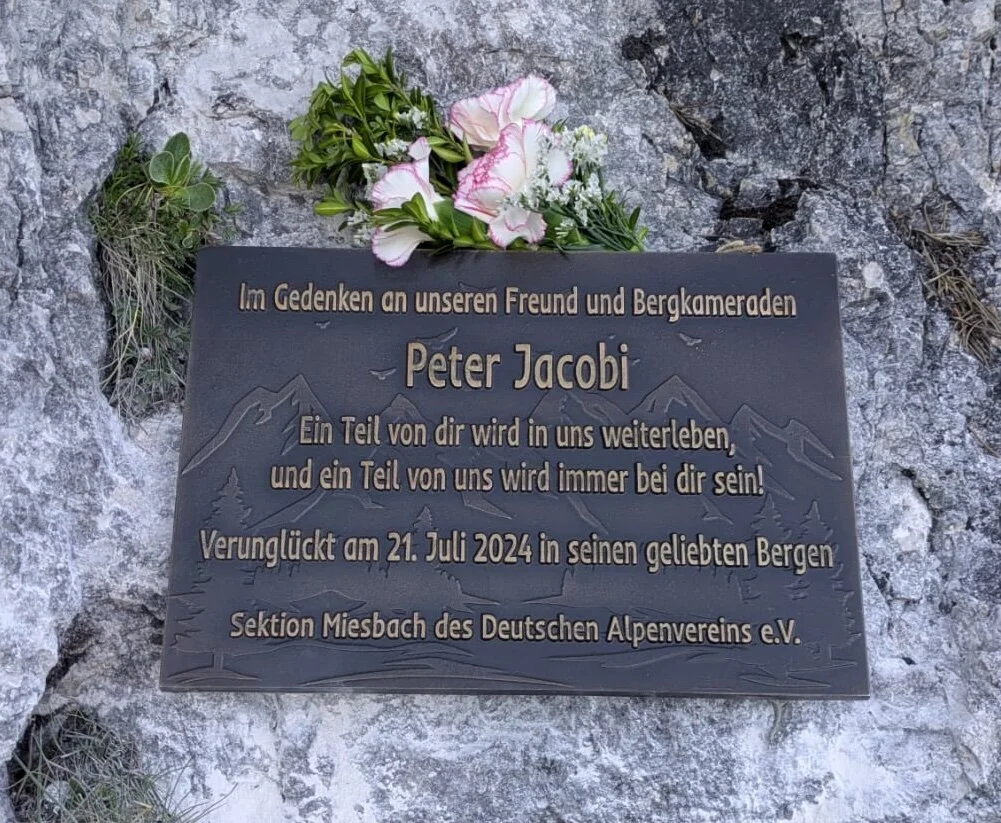 Im Gedenken an unseren Freund und Bergkameraden
Peter Jacobi
Ein Teil von dir wird in uns weiterleben,
und ein Teil von uns wird immer bei dir sein!
Verunglückt am 21. Juli 2024 in seinen geliebten Bergen
Sektion Miesbach des Deutschen Alpenvereins e.V.